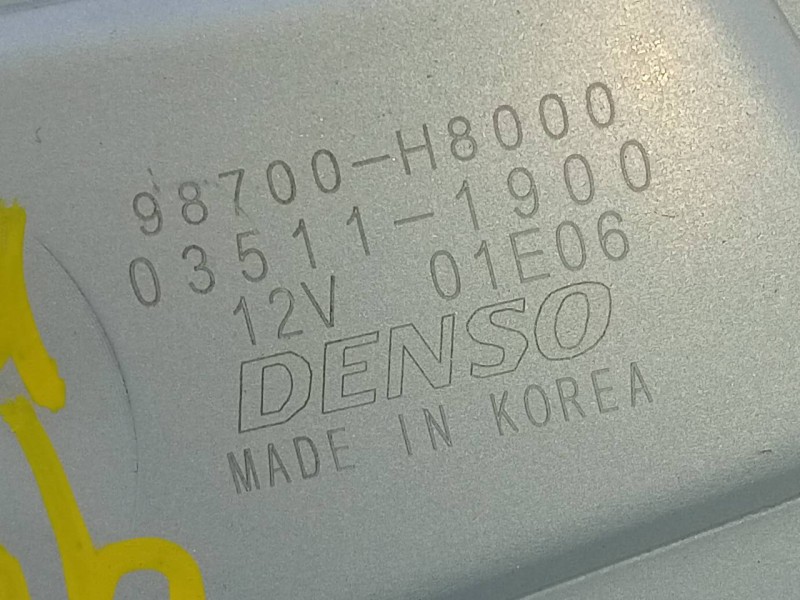 98700-H8000
03511-1900
12V 01E06
DENSO
MADE IN KOREA